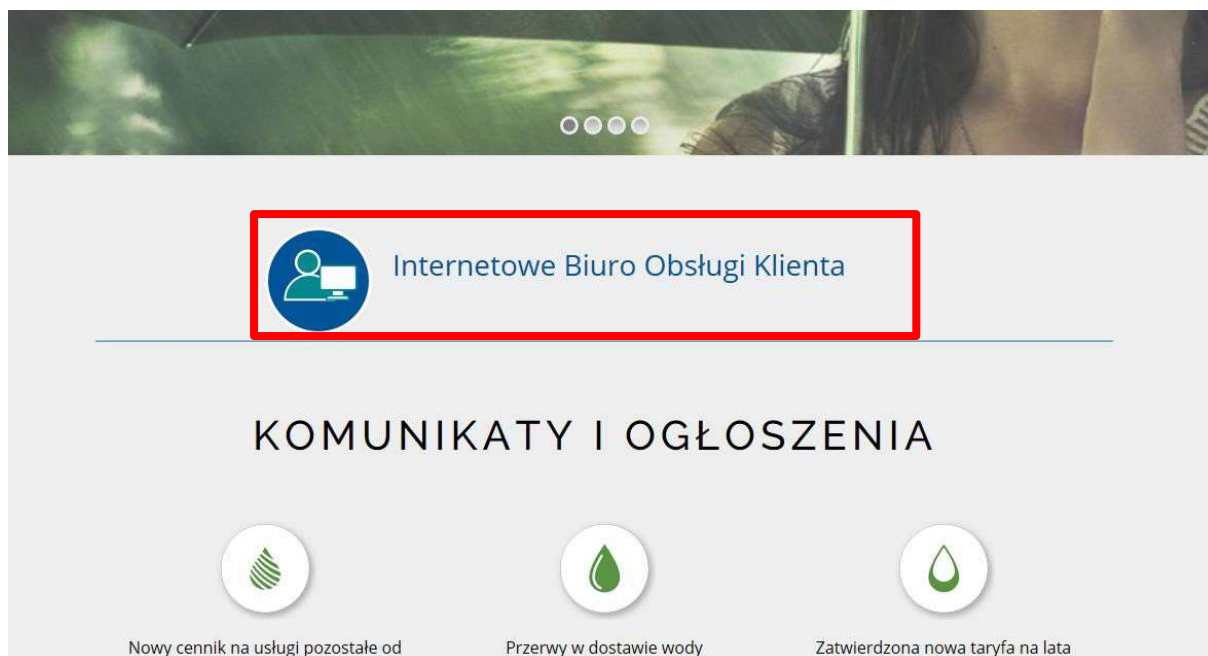 Internetowe Biuro Obsługi Klienta
KOMUNIKATY I OGŁOSZENIA
Nowy cennik na usługi pozostałe od
Przerwy w dostawie wody
Zatwierdzona nowa taryfa na lata